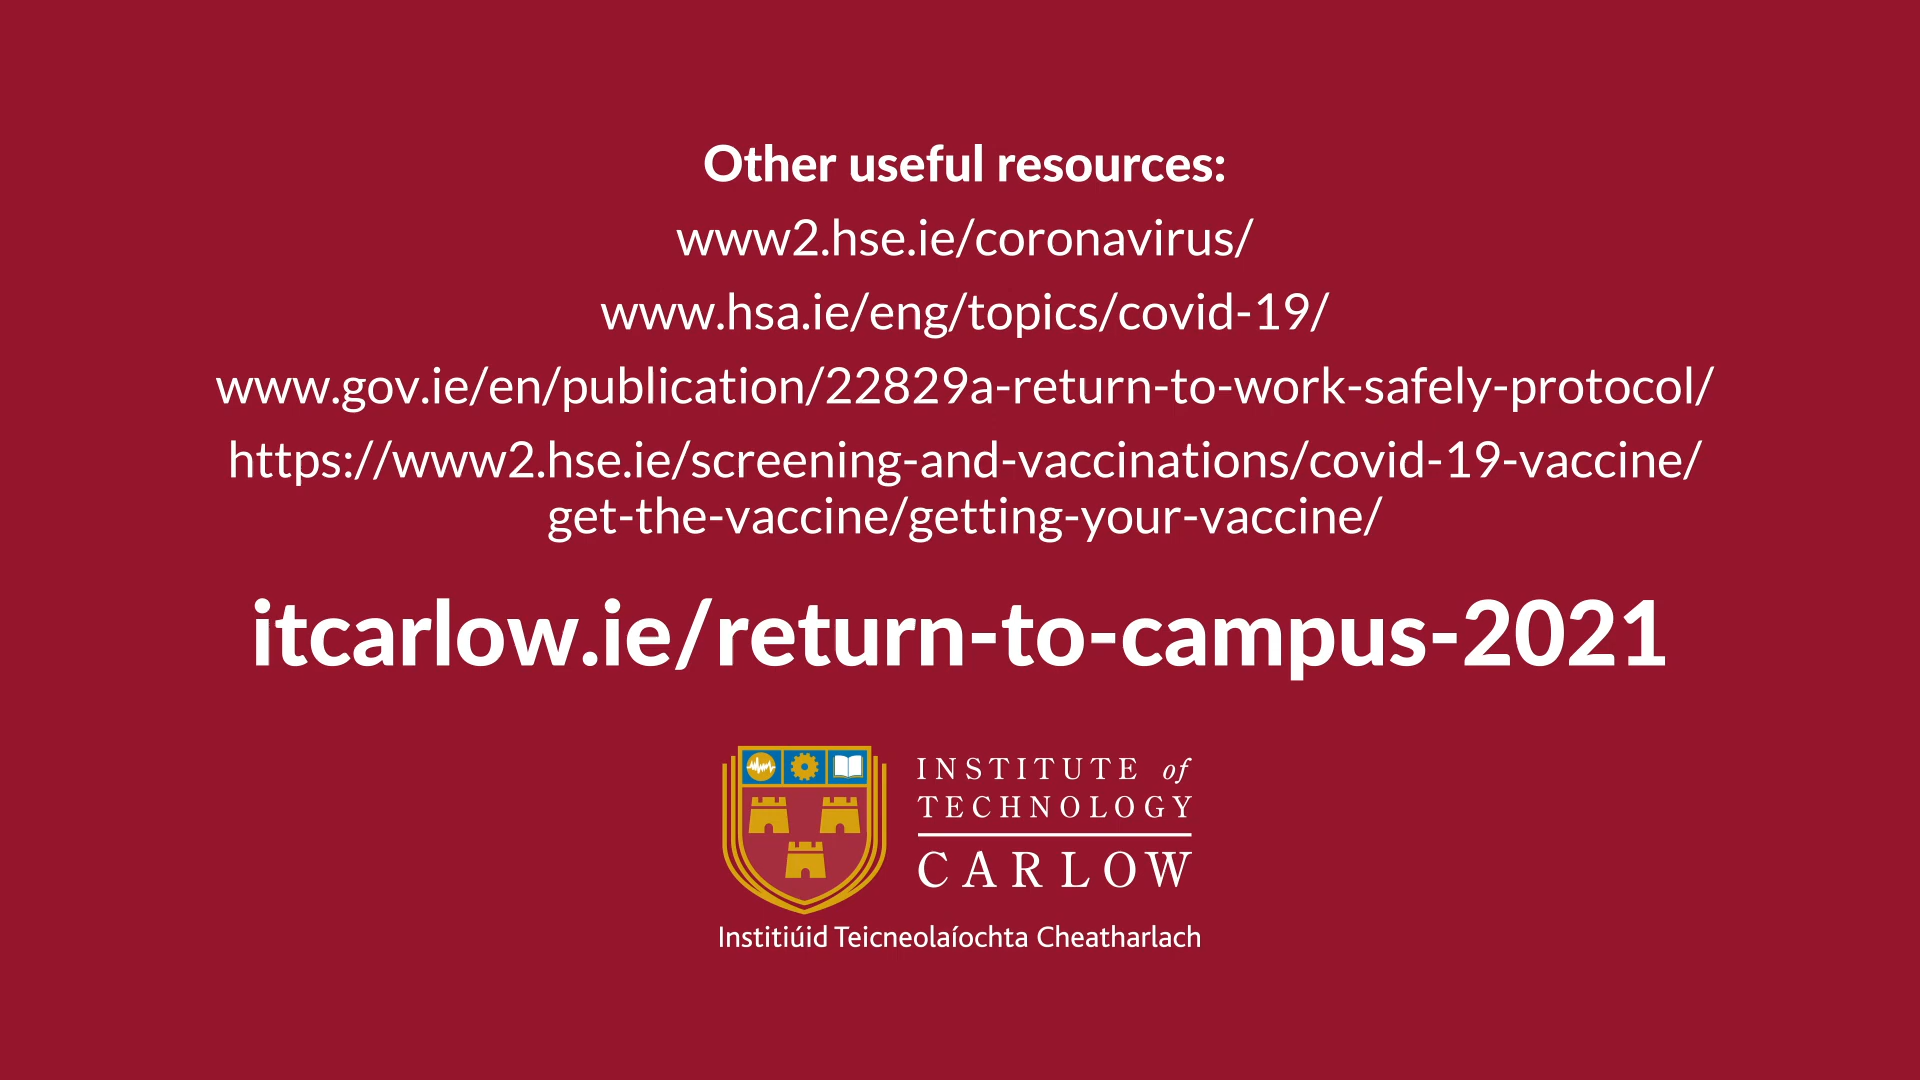 Other useful resources:
www2.hse.ie/coronavirus/
www.hsa.ie/eng/topics/covid-19/
www.gov.ie/en/publication/22829a-return-to-work-safely-protocol/
https://www2.hse.ie/screening-and-vaccinations/covid-19-vaccine/
get-the-vaccine/getting-your-vaccine/
itcarlow.ie/return-to-campus-2021
INSTITUTE of
TECHNOLOGY
CARLOW
Institiúid Teicneolaíochta Cheatharlach